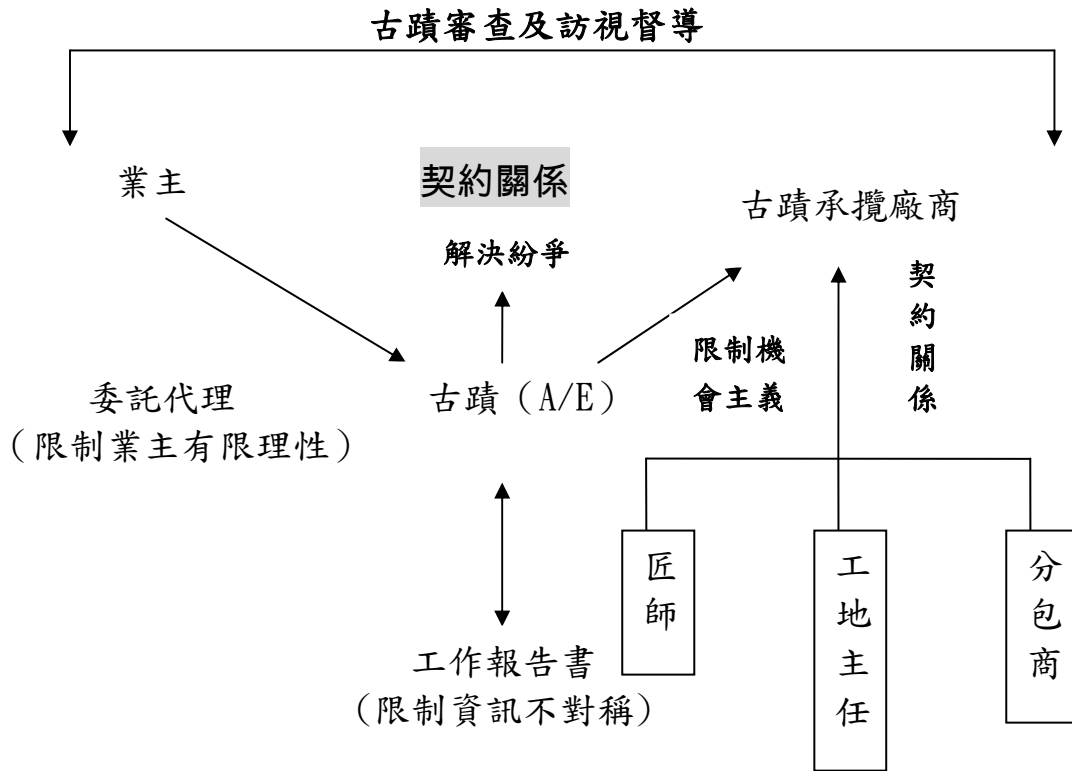 古蹟審查及訪視督導
業主
契約關係
古蹟承攬廠商
解決紛爭
契約關係
限制機
會主義
委託代理
（限制業主有限理性）
古蹟（A/E）
匠師
工地主任
分包商
工作報告書
（限制資訊不對稱）